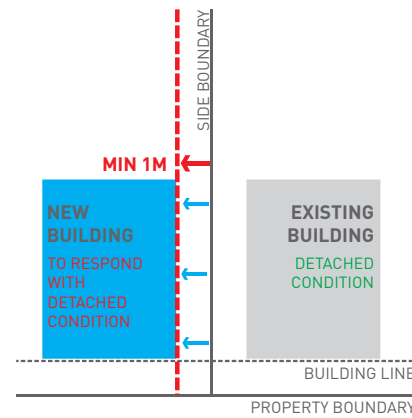 SIDE BOUNDARY
MIN 1M
NEW
BUILDING
TO RESPOND
WITH
DETACHED
CONDITION
EXISTING
BUILDING
DETACHED
CONDITION
BUILDING LINE
PROPERTY BOUNDARY